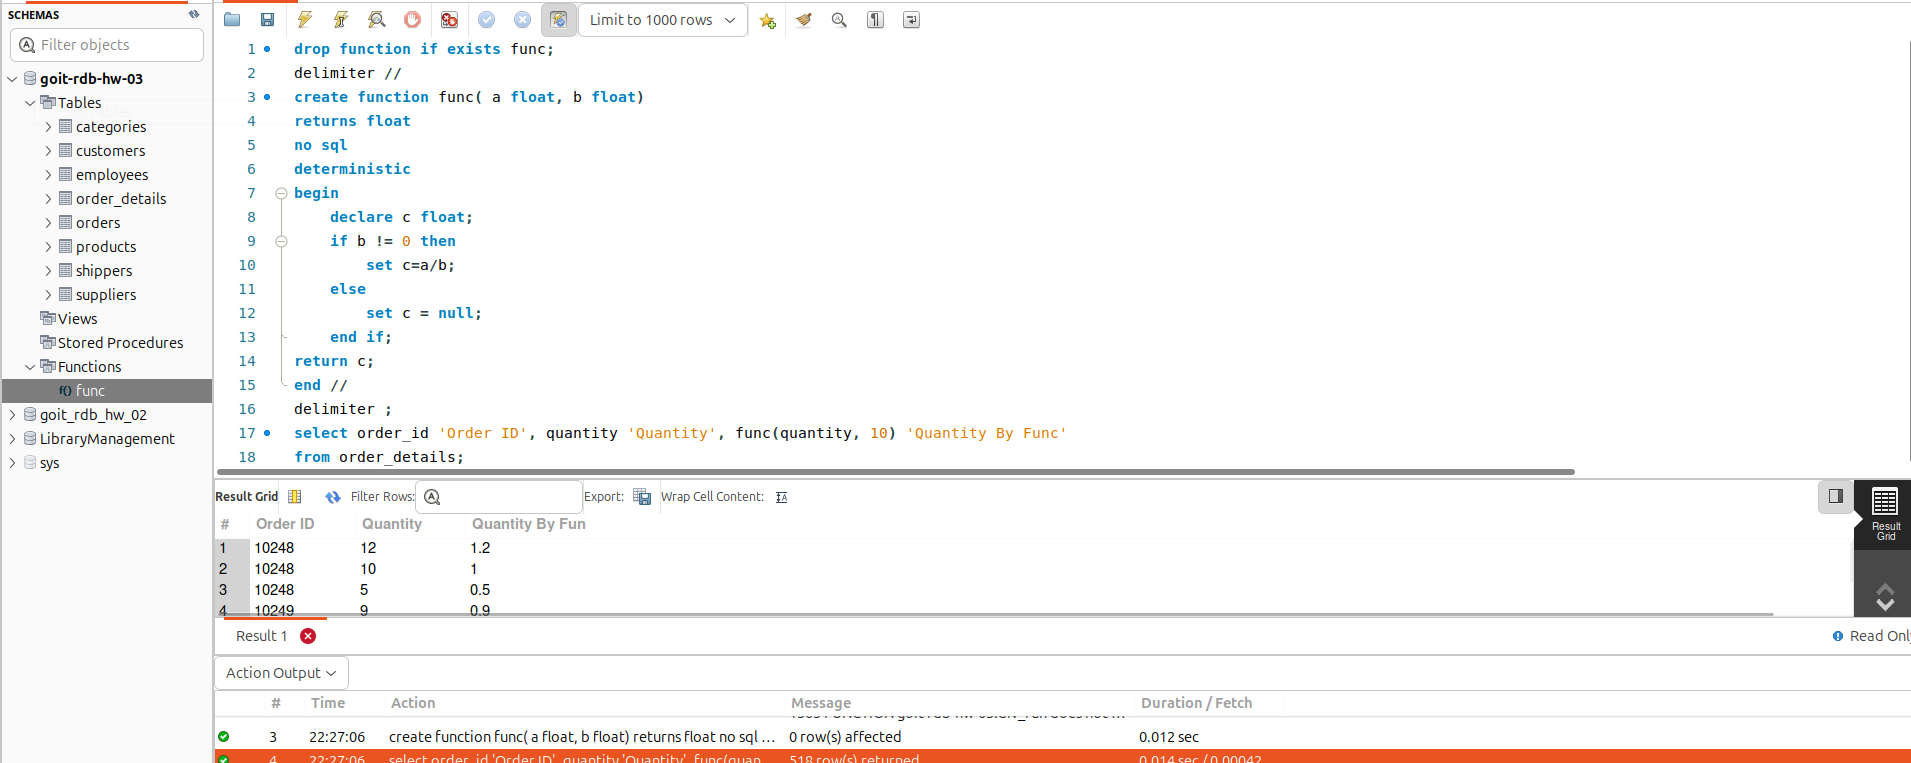 SCHEMAS
Filter objects
goit-rdb-hw-03
Tables
categories
customers
employees
order_details
orders
products
shippers
suppliers
Views
Stored Procedures
Functions
f() func
goit_rdb_hw_02
LibraryManagement
sys
Limit to 1000 rows
1 drop function if exists func;
2 delimiter //
3 create function func( a float, b float)
4 returns float
5 no sql
6 deterministic
7 begin
8 declare c float;
9 if b != 0 then
10 set c=a/b;
11 else
12 set c = null;
13 end if;
14 return c;
15 end //
16 delimiter ;
17 select order_id 'Order ID', quantity 'Quantity', func(quantity, 10) 'Quantity By Func'
18 from order_details;
Result Grid Filter Rows: Export: Wrap Cell Content:
# Order ID Quantity Quantity By Fun
1 10248 12 1.2
2 10248 10 1
3 10248 5 0.5
4 10249 9 0.9
Result Grid
Result 1
Read Only
Action Output
# Time Action Message Duration / Fetch
3 22:27:06 create function func( a float, b float) returns float no sql ... 0 row(s) affected 0.012 sec
4 22:27:06 select order_id 'Order ID', quantity 'Quantity', func(quan... 518 row(s) returned 0.014 sec / 0.00042